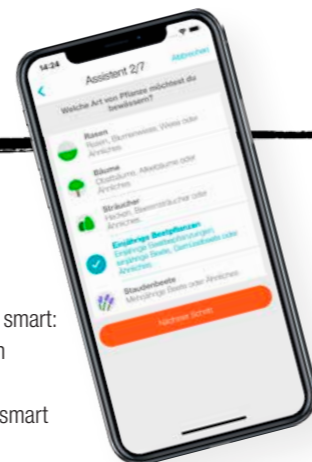 14:24
Assistent 2/7
Abbrechen
Welche Art von Pflanze möchtest du
bewässern?
Rasen
Rasen, Blumenwiese, Wiese oder
Ähnliches
Bäume
Obstbäume, Alleebäume oder
Ähnliches
Sträucher
Hecken, Beerensträucher oder
Ähnliches
Einjährige Beetpflanzen
Einjährige Beetbepflanzungen,
einjährige Beete, Gemüsebeete oder
Ähnliches
Staudenbeete
Mehrjährige Beete oder Ähnliches
Nächster Schritt
smart:
n
smart